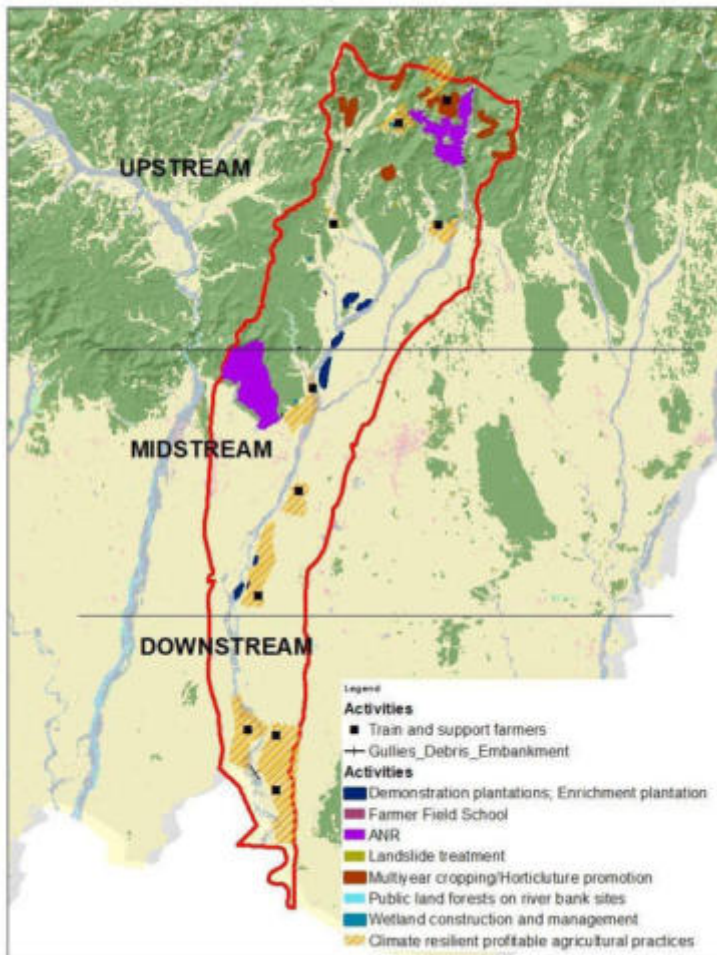 UPSTREAM
MIDSTREAM
DOWNSTREAM
Legend
Activities
Train and support farmers
Gullies_Debris_Embankment
Activities
Demonstration plantations; Enrichment plantation
Farmer Field School
ANR
Landslide treatment
Multiyear cropping/Horticluture promotion
Public land forests on river bank sites
Wetland construction and management
Climate resilient profitable agricultural practices